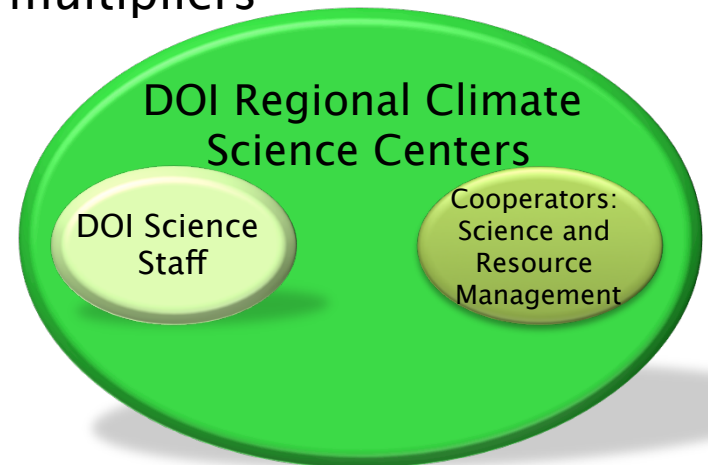 multipliers
DOI Regional Climate
Science Centers
DOI Science
Staff
Cooperators:
Science and
Resource
Management